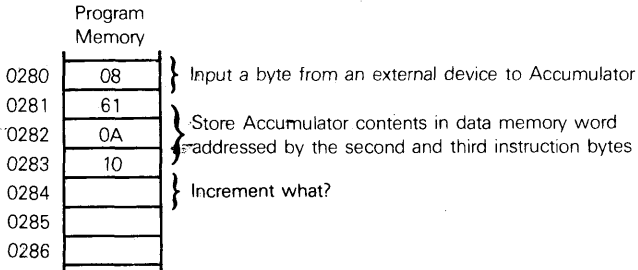 Program
Memory
0280 08 Input a byte from an external device to Accumulator
0281 61
0282 0A Store Accumulator contents in data memory word
addressed by the second and third instruction bytes
0283 10
0284 Increment what?
0285
0286